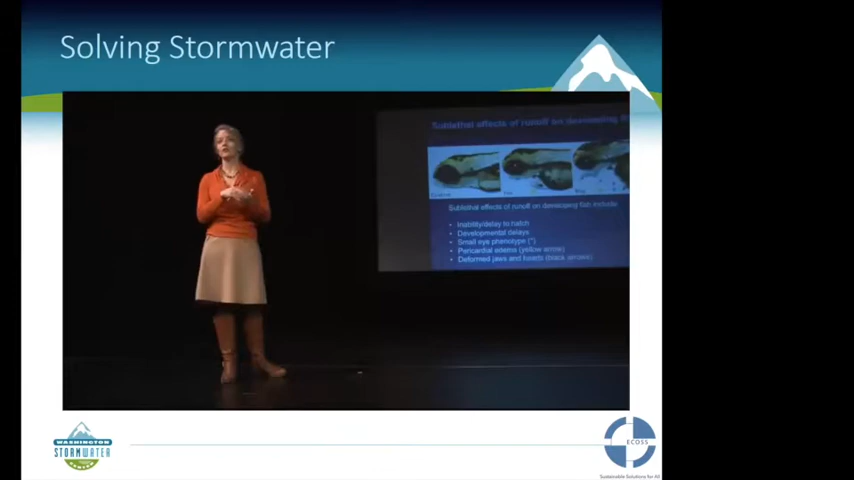 Solving Stormwater
Sublethal effects of runoff on developing fish
Sublethal effects of runoff on developing fish include:
• Inability/delay to hatch
• Developmental delays
• Small eye phenotype (*)
• Pericardial edema (yellow arrow)
• Deformed jaws and hearts (black arrows)
WASHINGTON
STORMWATER
ECOSS
Sustainable Solutions for All